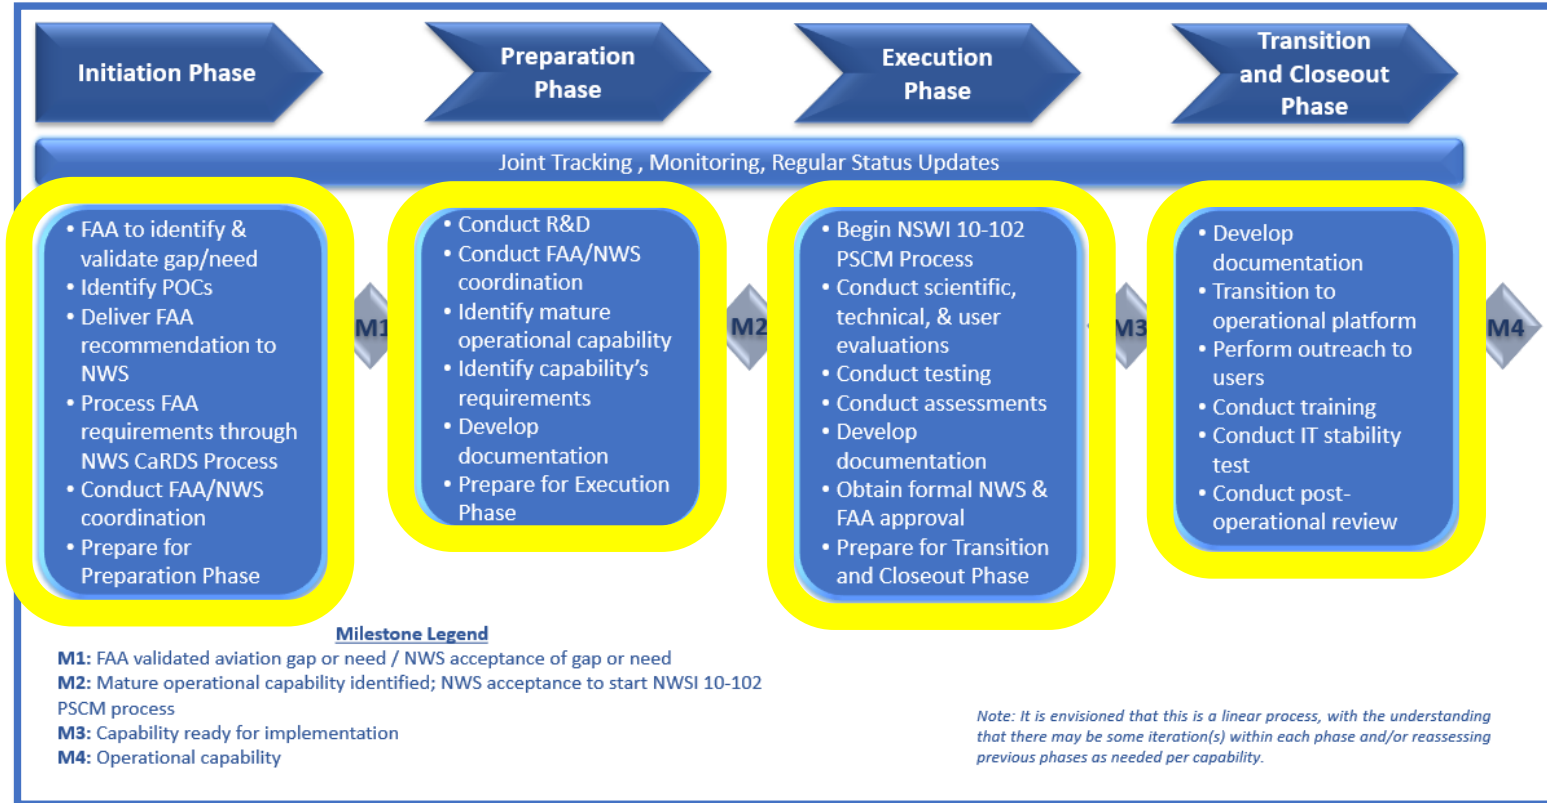 Initiation Phase
Preparation
Phase
Execution
Phase
Transition
and Closeout
Phase
Joint Tracking , Monitoring, Regular Status Updates
• FAA to identify &
validate gap/need
• Identify POCs
• Deliver FAA
recommendation to
NWS
• Process FAA
requirements through
NWS CaRDS Process
• Conduct FAA/NWS
coordination
• Prepare for
Preparation Phase
M1
• Conduct R&D
• Conduct FAA/NWS
coordination
• Identify mature
operational capability
• Identify capability’s
requirements
• Develop
documentation
• Prepare for Execution
Phase
M2
• Begin NSWI 10-102
PSCM Process
• Conduct scientific,
technical, & user
evaluations
• Conduct testing
• Conduct assessments
• Develop
documentation
• Obtain formal NWS &
FAA approval
• Prepare for Transition
and Closeout Phase
M3
• Develop
documentation
• Transition to
operational platform
• Perform outreach to
users
• Conduct training
• Conduct IT stability
test
• Conduct post-
operational review
M4
Milestone Legend
M1: FAA validated aviation gap or need / NWS acceptance of gap or need
M2: Mature operational capability identified; NWS acceptance to start NWSI 10-102
PSCM process
M3: Capability ready for implementation
M4: Operational capability
Note: It is envisioned that this is a linear process, with the understanding
that there may be some iteration(s) within each phase and/or reassessing
previous phases as needed per capability.